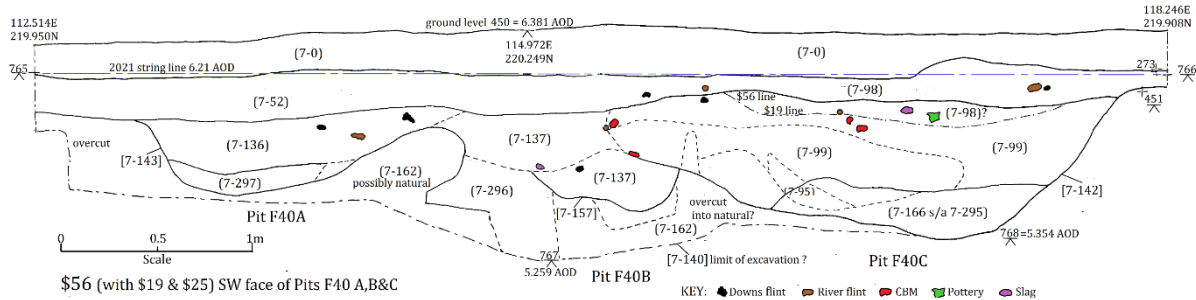 112.514E
219.950N
ground level 450 = 6.381 AOD
118.246E
219.908N
(7-0)
114.972E
220.249N
(7-0)
765
2021 string line 6.21 AOD
273
766
(7-52)
$56 line
(7-98)
451
$19 line
(7-98)?
overcut
[7-143]
(7-136)
(7-137)
(7-99)
(7-99)
(7-162)
possibly natural
(7-297)
(7-296)
(7-137)
(7-95)
[7-142]
Pit F40A
[7-157]
overcut
into natural?
(7-166 s/a 7-295)
(7-162)
0 0.5 1m
Scale
767
5.259 AOD
[7-140] limit of excavation ?
768=5.354 AOD
Pit F40B
Pit F40C
$56 (with $19 & $25) SW face of Pits F40 A,B&C
KEY: Downs flint River flint CBM Pottery Slag